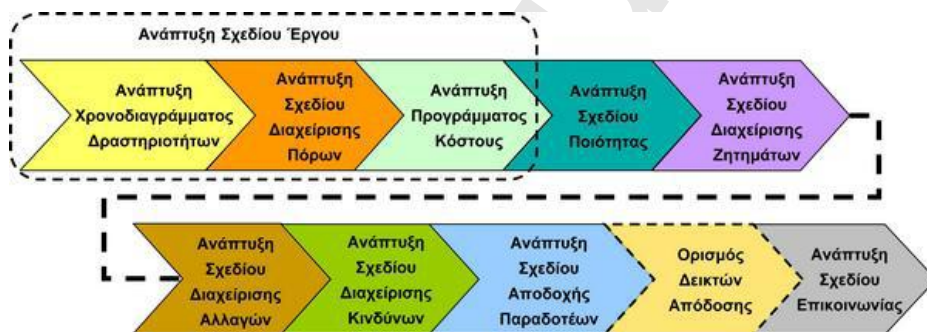 Ανάπτυξη Σχεδίου Έργου
Ανάπτυξη
Χρονοδιαγράμματος
Δραστηριοτήτων
Ανάπτυξη
Σχεδίου
Διαχείρισης
Πόρων
Ανάπτυξη
Προγράμματος
Κόστους
Ανάπτυξη
Σχεδίου
Ποιότητας
Ανάπτυξη
Σχεδίου
Διαχείρισης
Ζητημάτων
Ανάπτυξη
Σχεδίου
Διαχείρισης
Αλλαγών
Ανάπτυξη
Σχεδίου
Διαχείρισης
Κινδύνων
Ανάπτυξη
Σχεδίου
Αποδοχής
Παραδοτέων
Ορισμός
Δεικτών
Απόδοσης
Ανάπτυξη
Σχεδίου
Επικοινωνίας